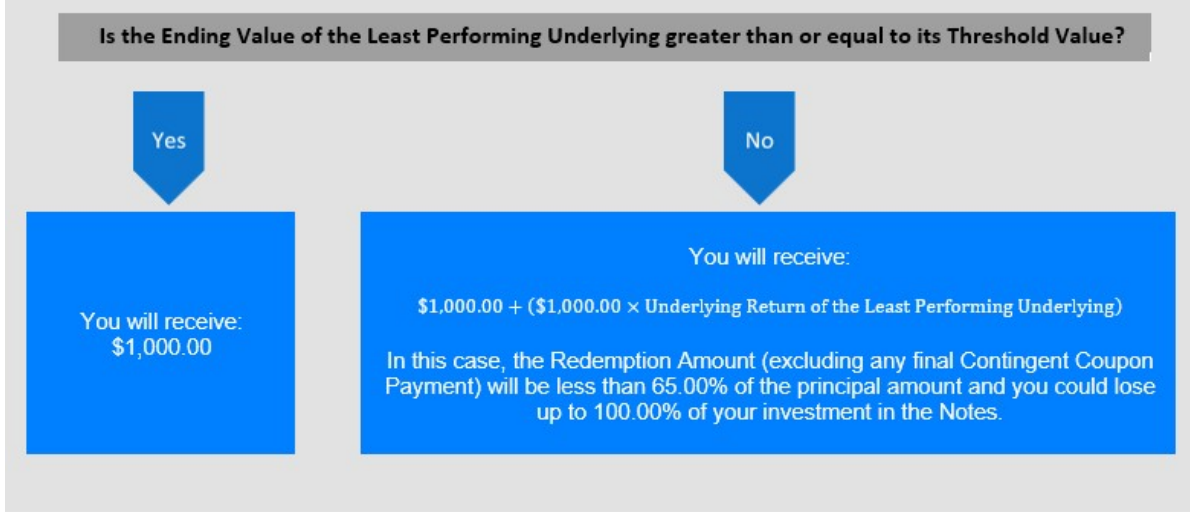 Is the Ending Value of the Least Performing Underlying greater than or equal to its Threshold Value?
Yes
No
You will receive:
$1,000.00
You will receive:
$1,000.00 + ($1,000.00 × Underlying Return of the Least Performing Underlying)
In this case, the Redemption Amount (excluding any final Contingent Coupon
Payment) will be less than 65.00% of the principal amount and you could lose
up to 100.00% of your investment in the Notes.